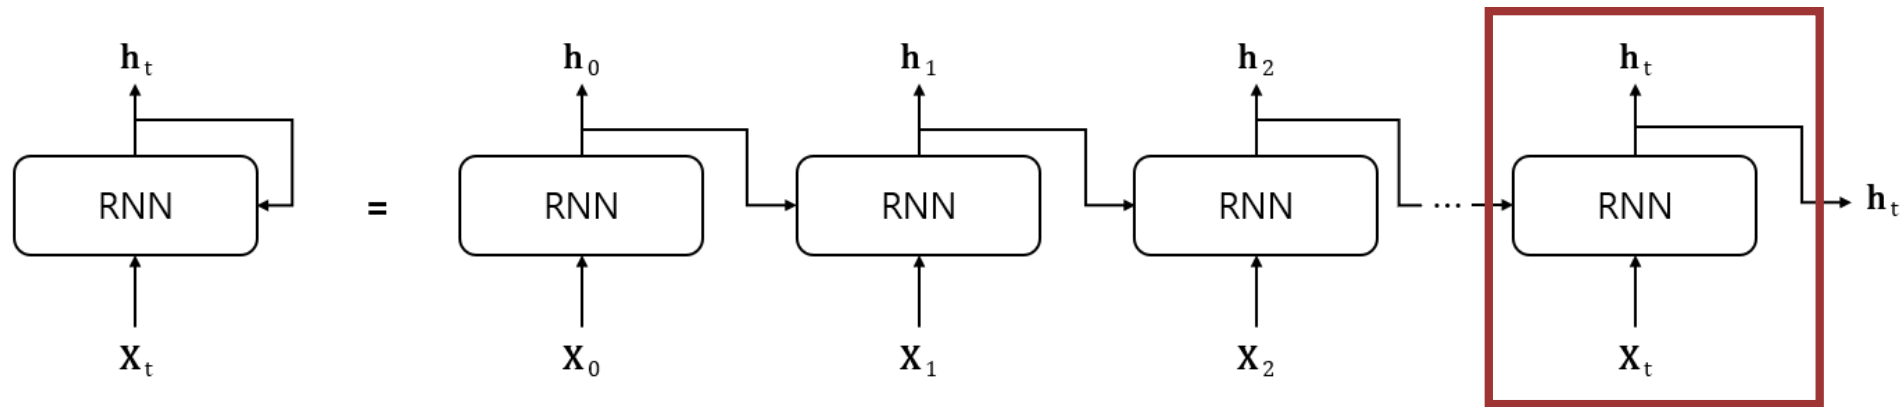 h t h 0 h 1 h 2 h t
RNN = RNN RNN RNN ... RNN h t
X t X 0 X 1 X 2 X t